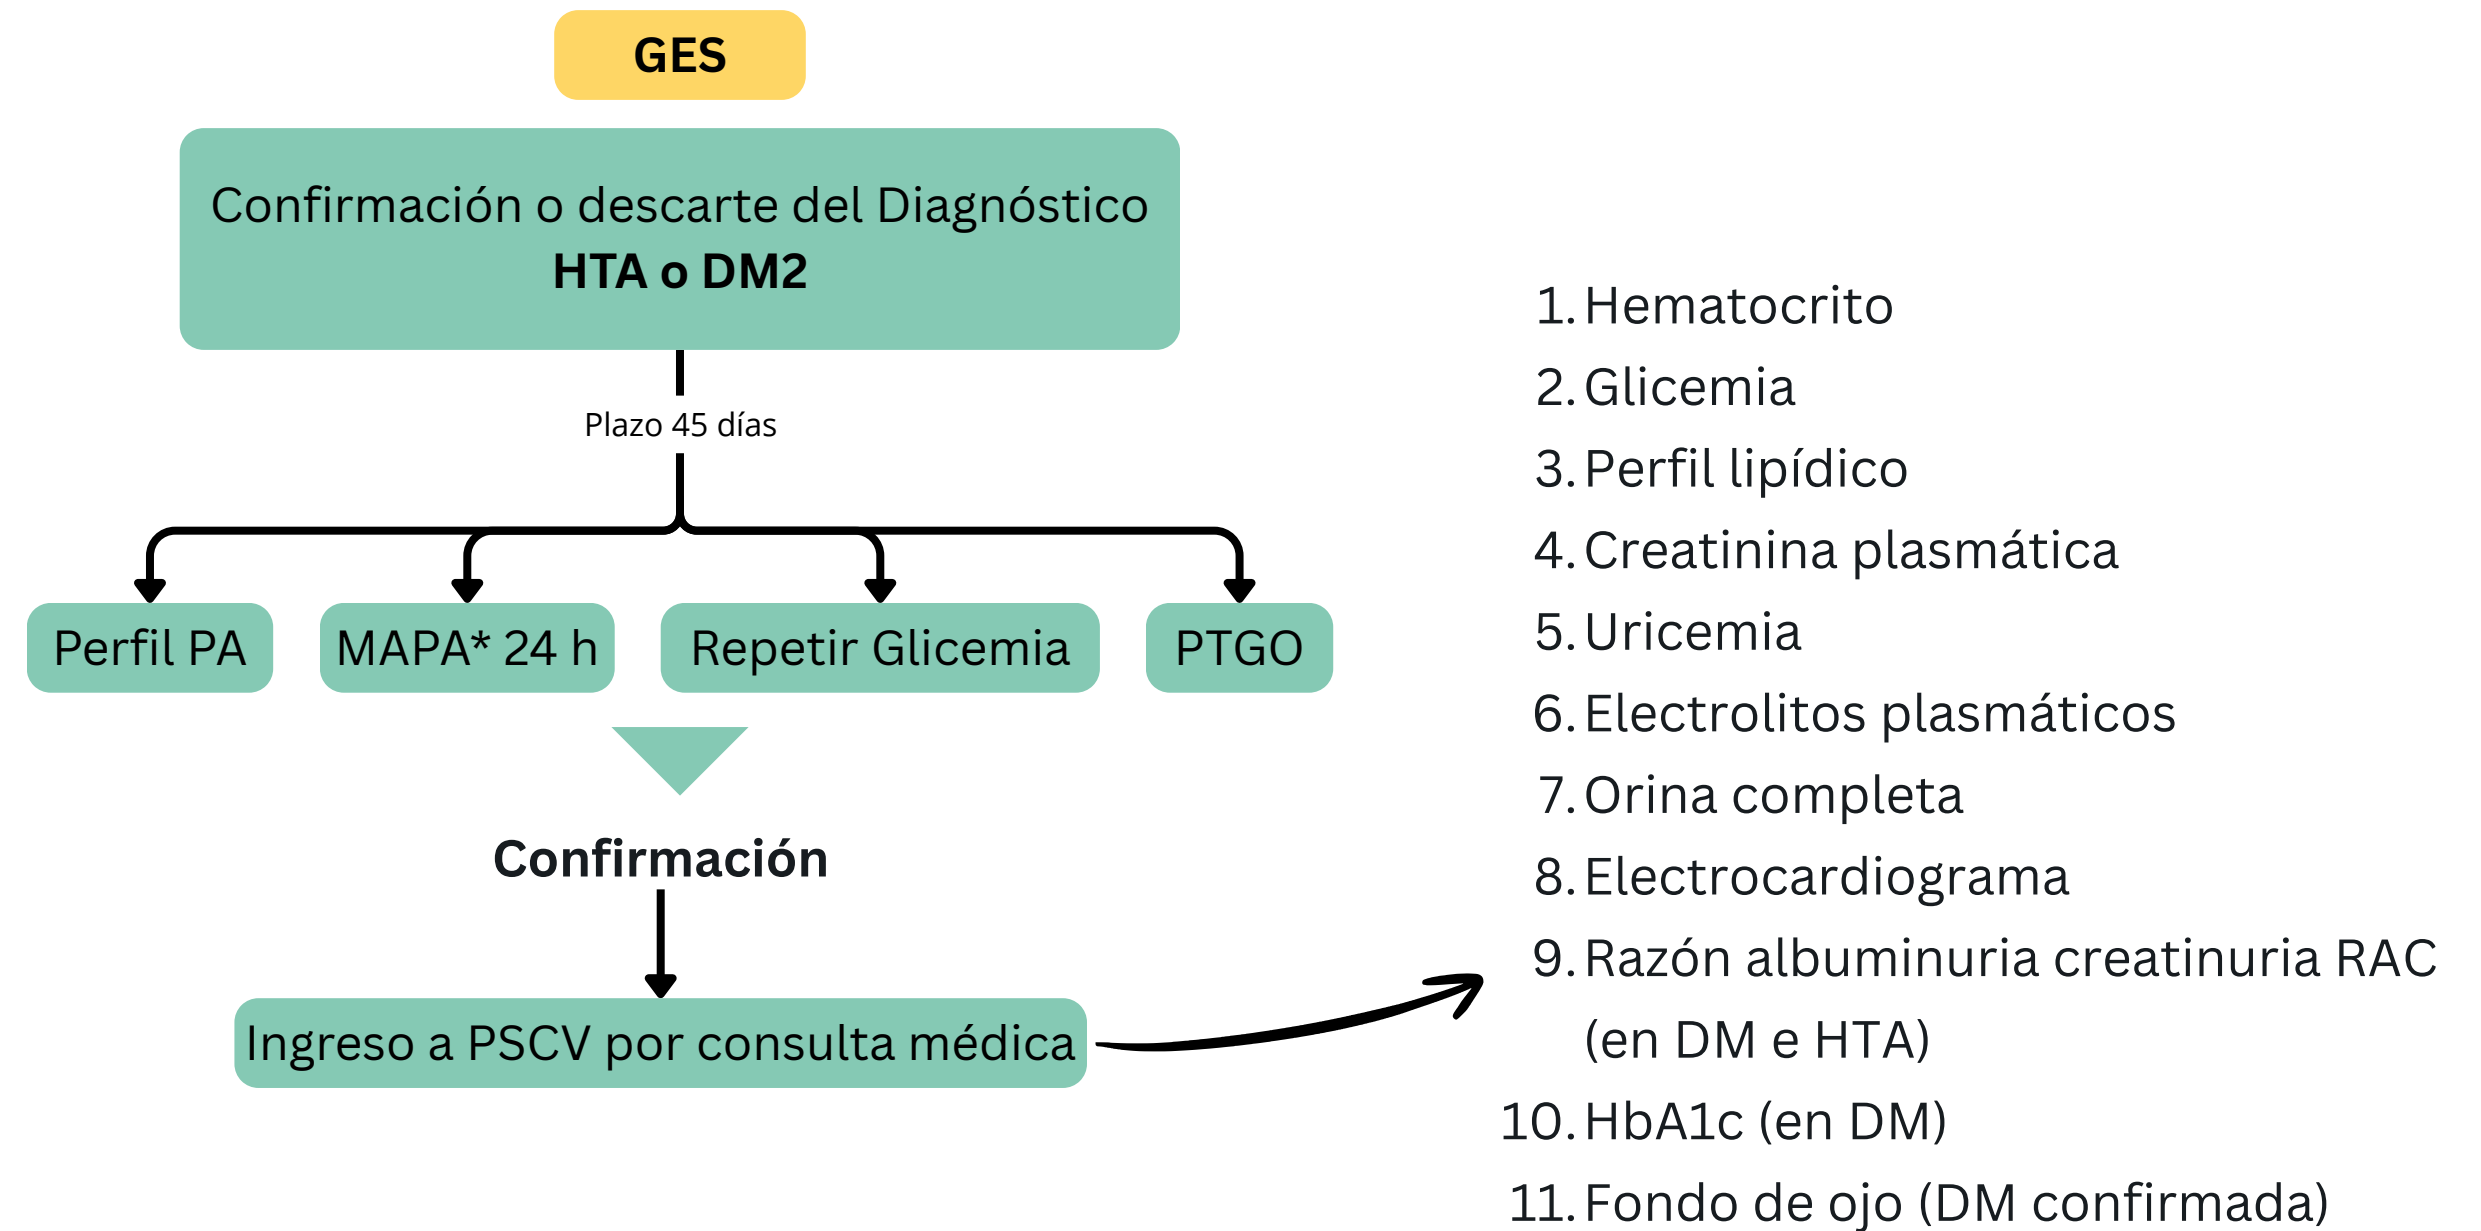 GES
Confirmación o descarte del Diagnóstico
HTA o DM2
Plazo 45 días
Perfil PA
MAPA* 24 h
Repetir Glicemia
PTGO
Confirmación
Ingreso a PSCV por consulta médica
1. Hematocrito
2. Glicemia
3. Perfil lipídico
4. Creatinina plasmática
5. Uricemia
6. Electrolitos plasmáticos
7. Orina completa
8. Electrocardiograma
9. Razón albuminuria creatinuria RAC
(en DM e HTA)
10. HbA1c (en DM)
11. Fondo de ojo (DM confirmada)